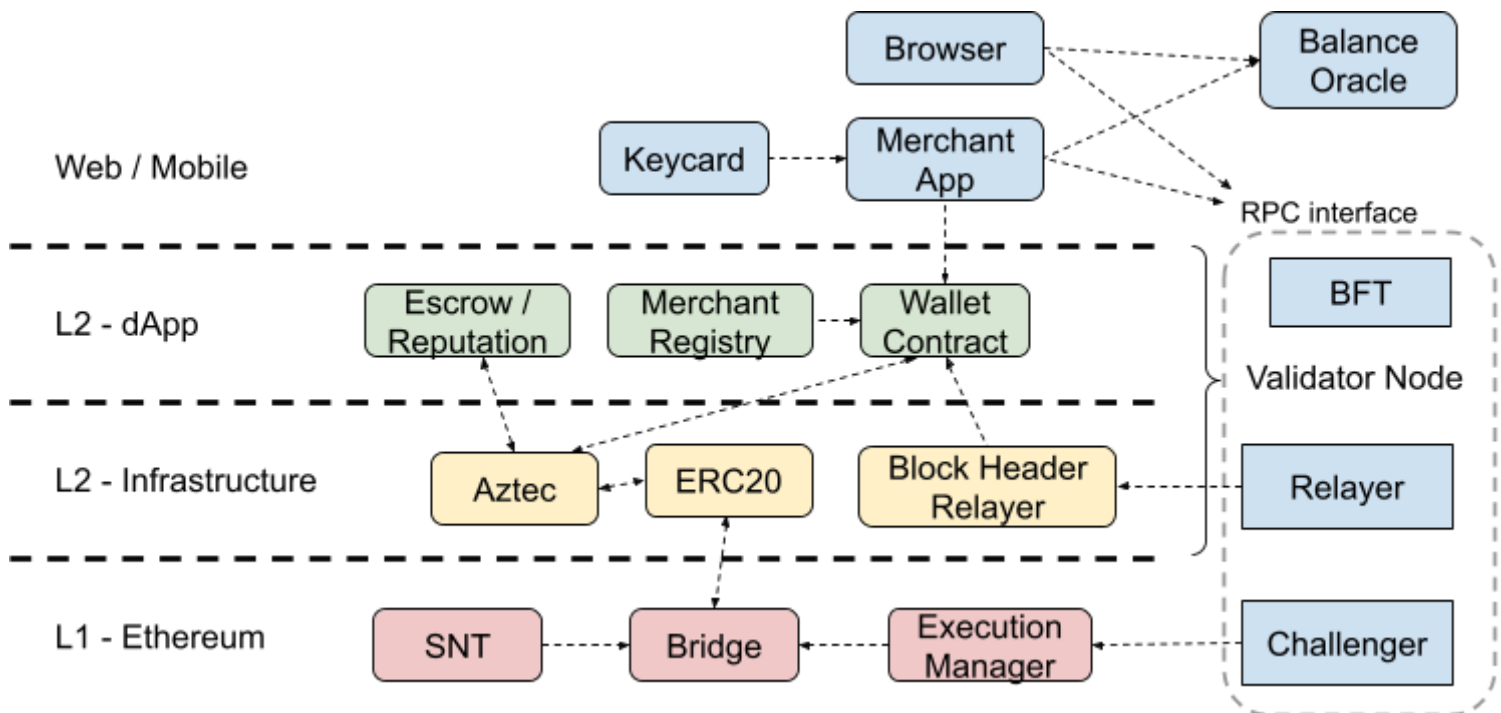 Browser
Balance
Oracle
Web / Mobile
Keycard
Merchant
App
RPC interface
L2 - dApp
Escrow /
Reputation
Merchant
Registry
Wallet
Contract
BFT
Validator Node
L2 - Infrastructure
Aztec
ERC20
Block Header
Relayer
Relayer
L1 - Ethereum
SNT
Bridge
Execution
Manager
Challenger